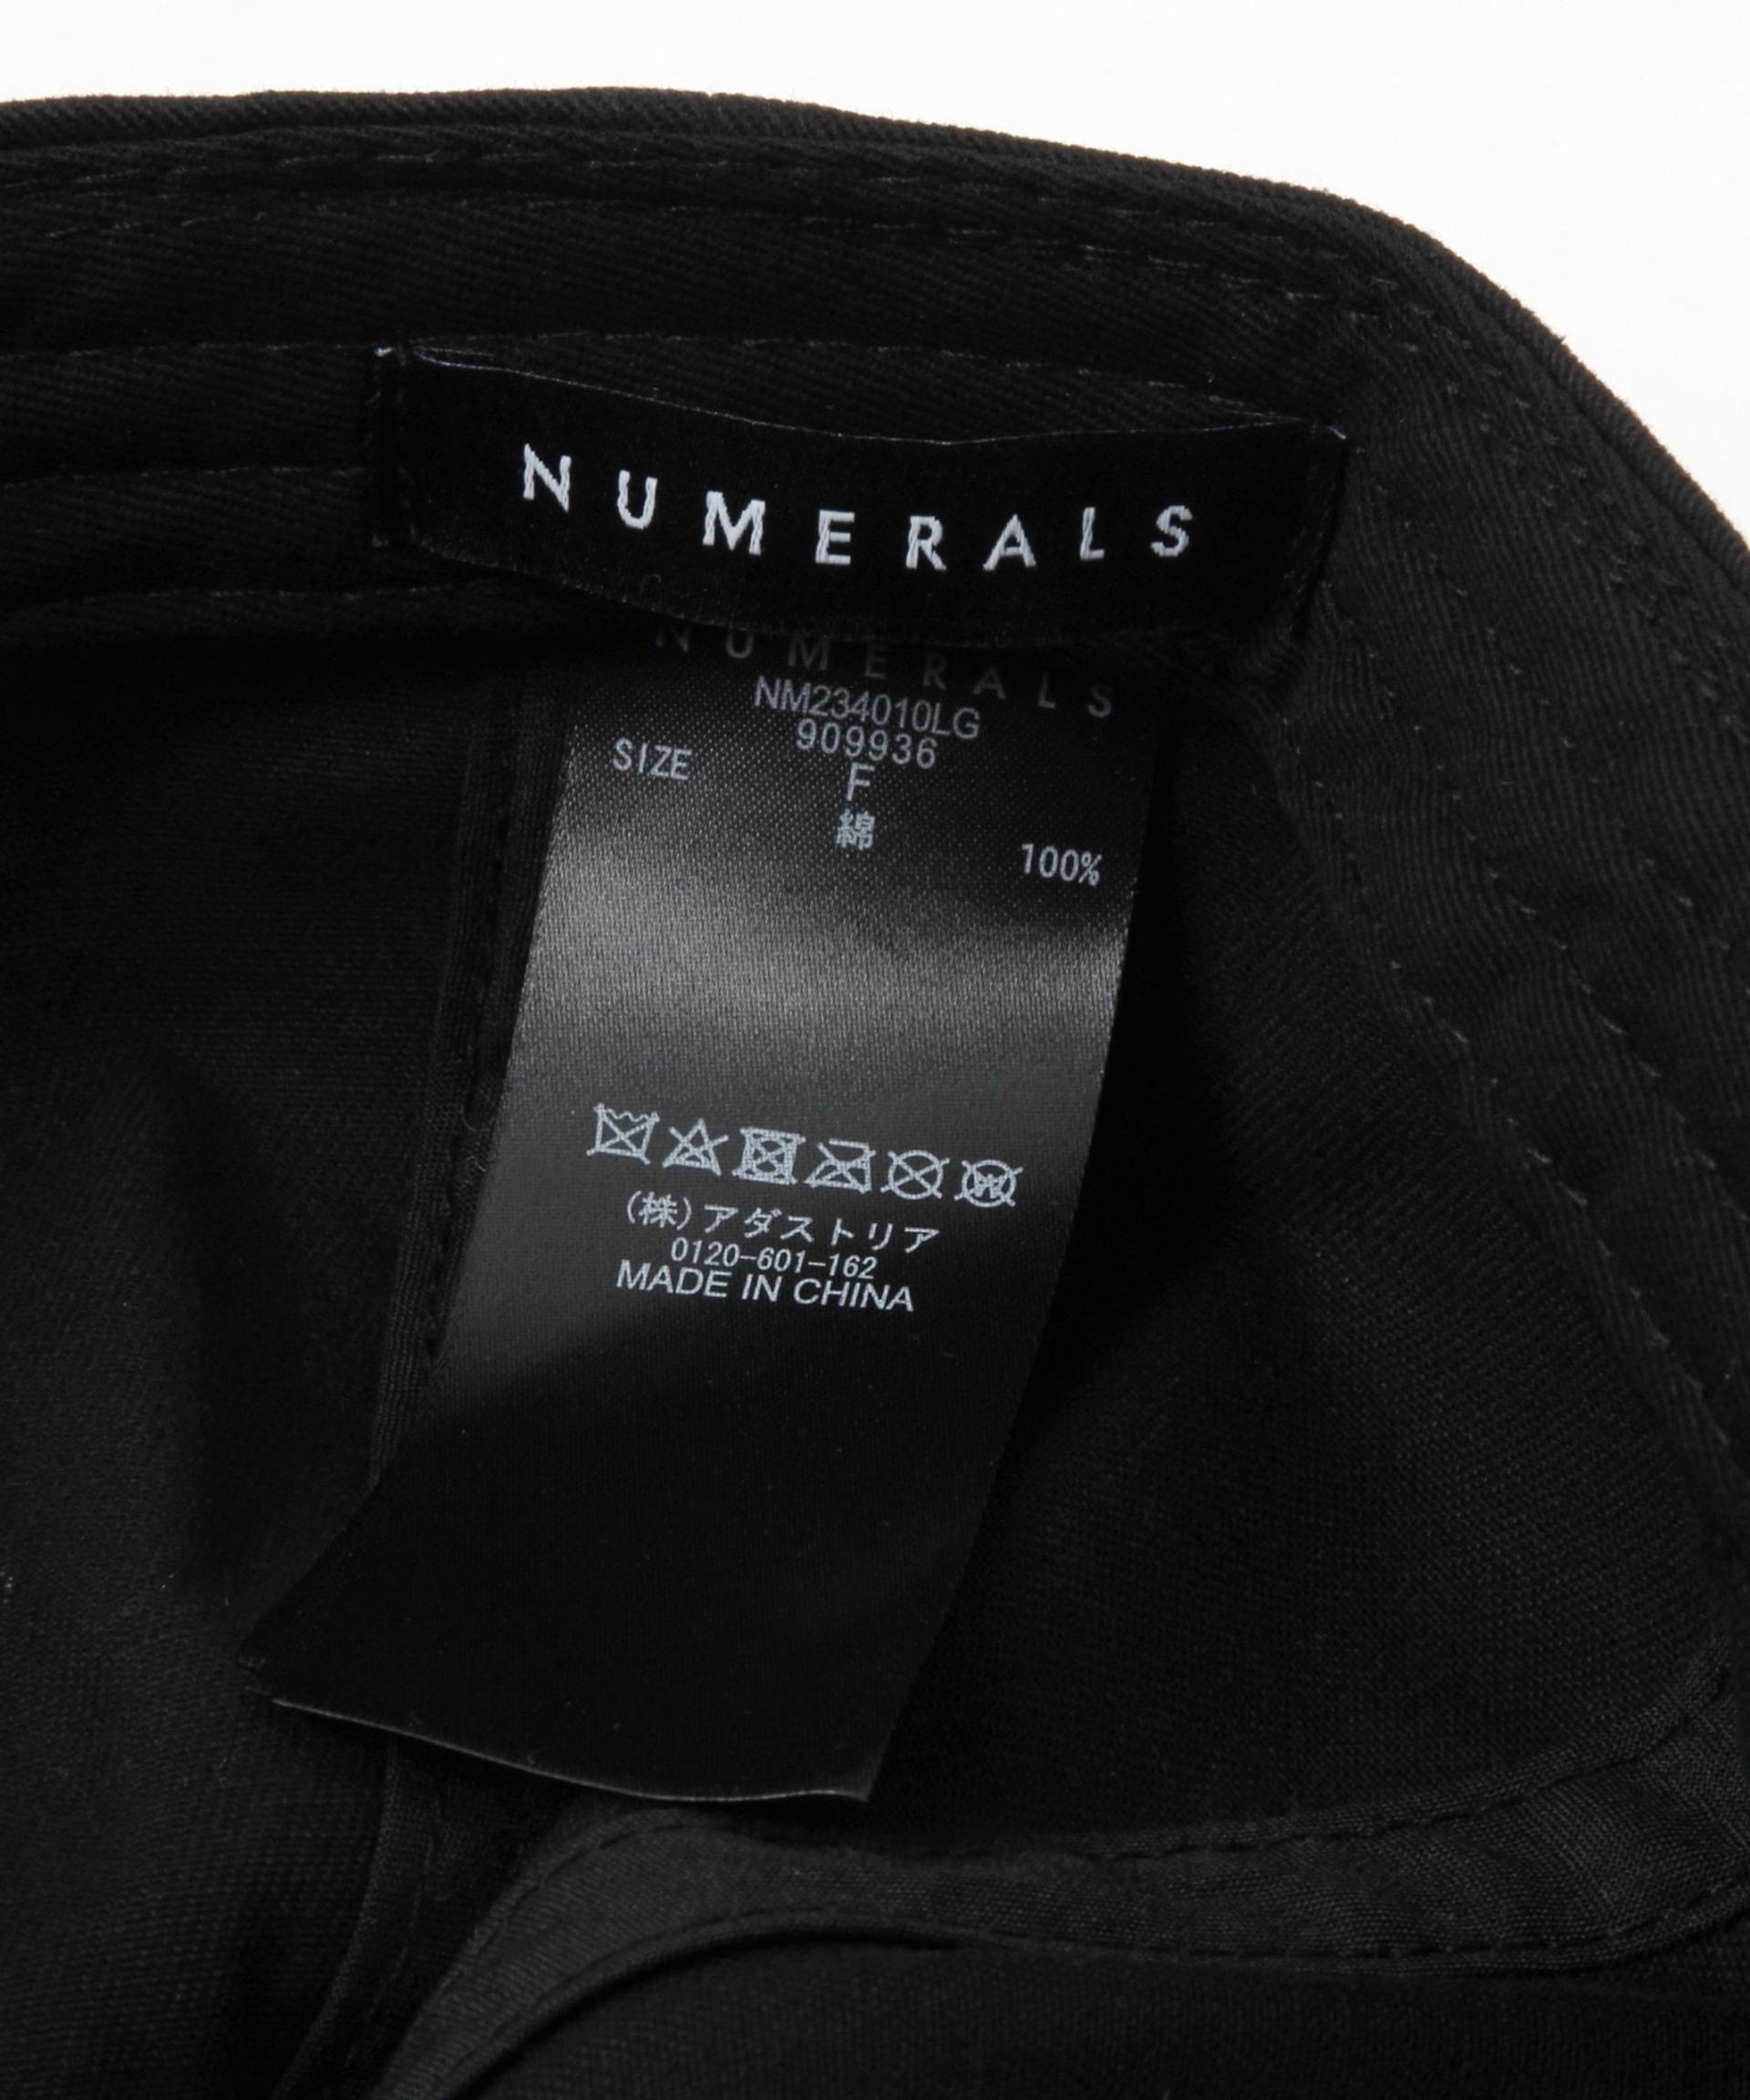 NUMERALS
NUMERALS
NM234010LG
909936
SIZE F
綿 100%
(株)アダストリア
0120-601-162
MADE IN CHINA